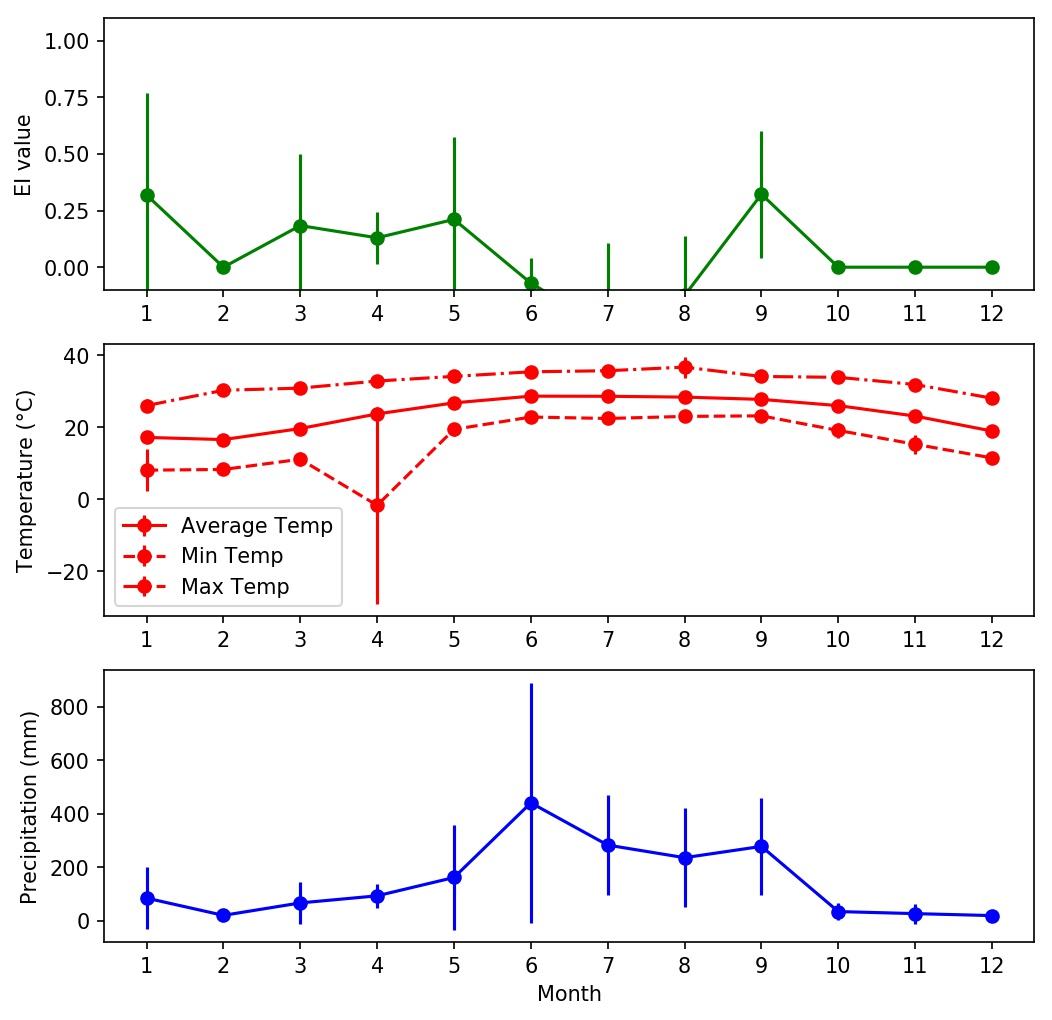 EI value
1.00
0.75
0.50
0.25
0.00
1 2 3 4 5 6 7 8 9 10 11 12
Temperature (°C)
40
20
0
−20
Average Temp
Min Temp
Max Temp
1 2 3 4 5 6 7 8 9 10 11 12
Precipitation (mm)
800
600
400
200
0
1 2 3 4 5 6 7 8 9 10 11 12
Month